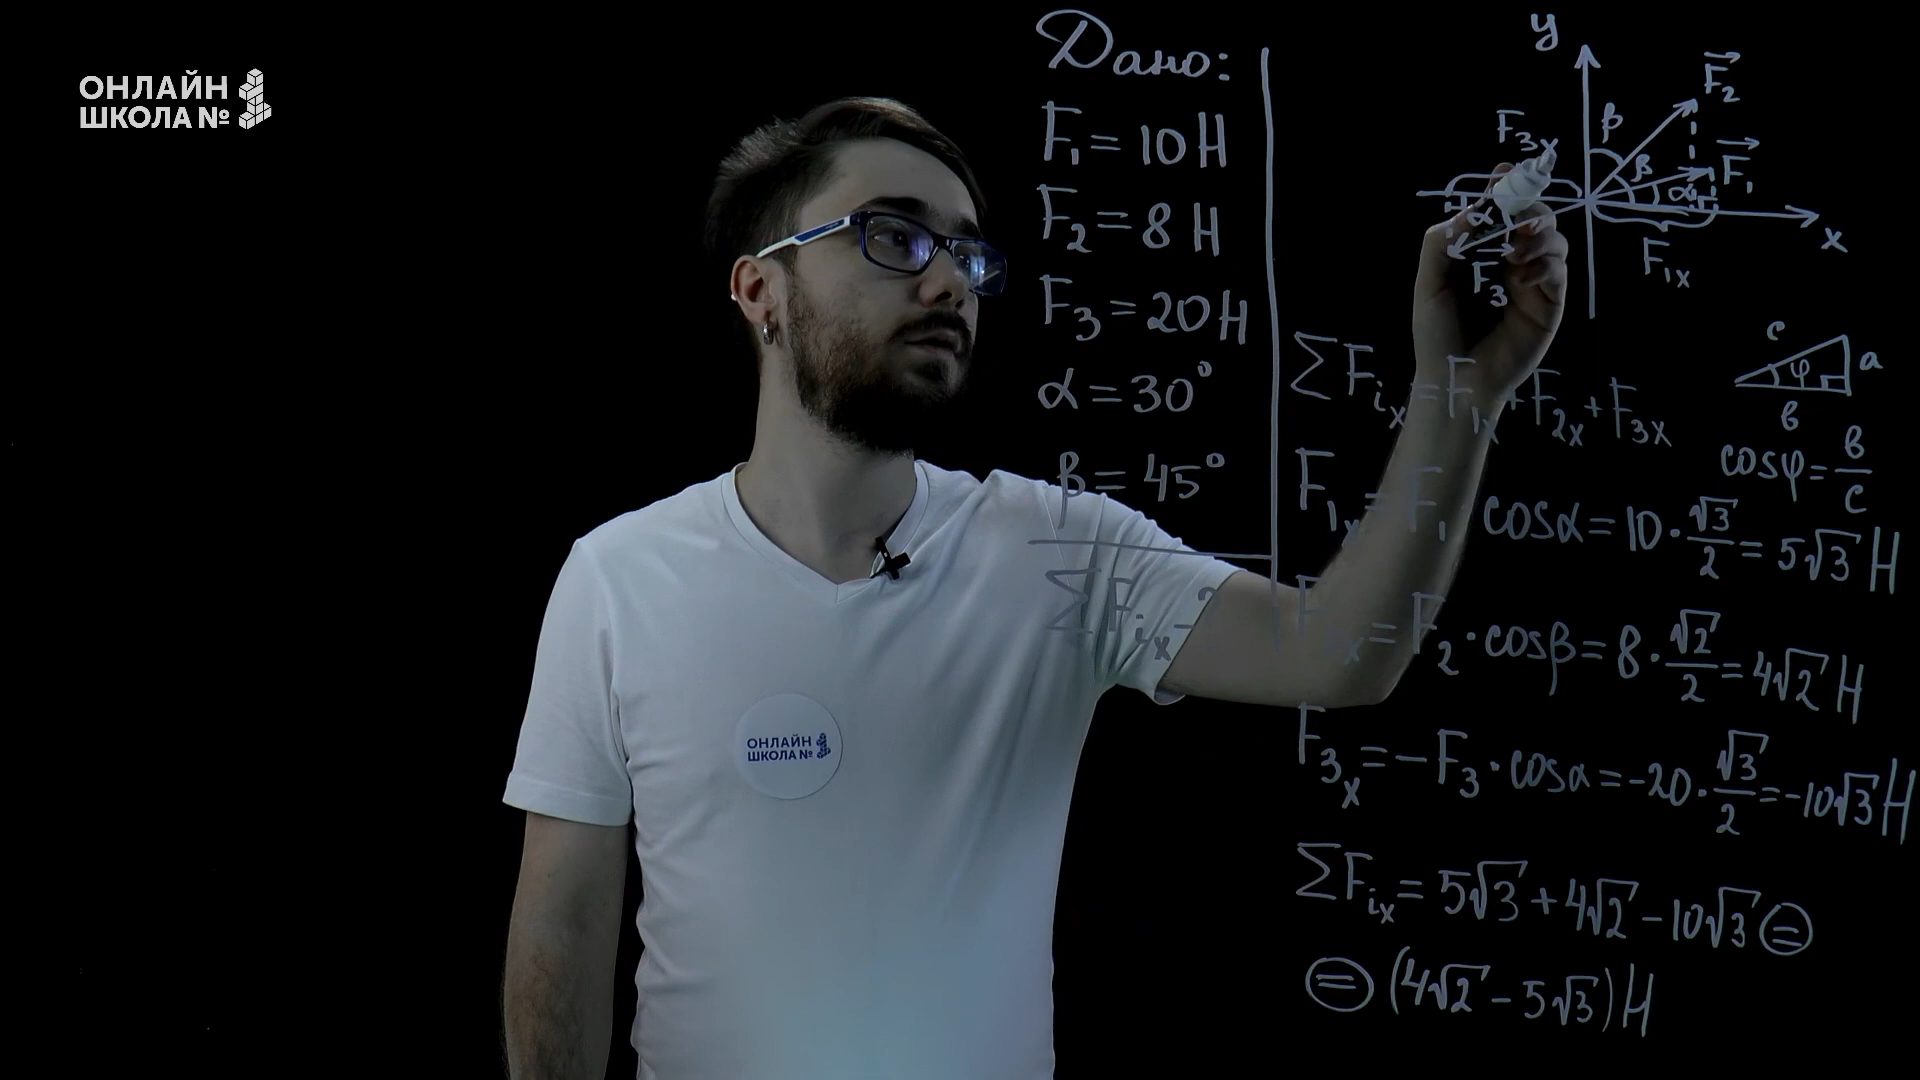 ОНЛАЙН
ШКОЛА №
Дано:
F₁ = 10 Н
F₂ = 8 Н
F₃ = 20 Н
α = 30°
β = 45°
ΣFᵢₓ - ?
y
F₂
F₃ₓ
β
β
F₁
α
α
x
F₁ₓ
F₃
c
φ
a
в
cosφ = в/c
ΣFᵢₓ = F₁ₓ + F₂ₓ + F₃ₓ
F₁ₓ = F₁ cosα = 10 · √3/2 = 5√3 Н
F₂ₓ = F₂ · cosβ = 8 · √2/2 = 4√2 Н
F₃ₓ = -F₃ · cosα = -20 · √3/2 = -10√3 Н
ΣFᵢₓ = 5√3 + 4√2 - 10√3 =
= (4√2 - 5√3) Н
ОНЛАЙН
ШКОЛА №